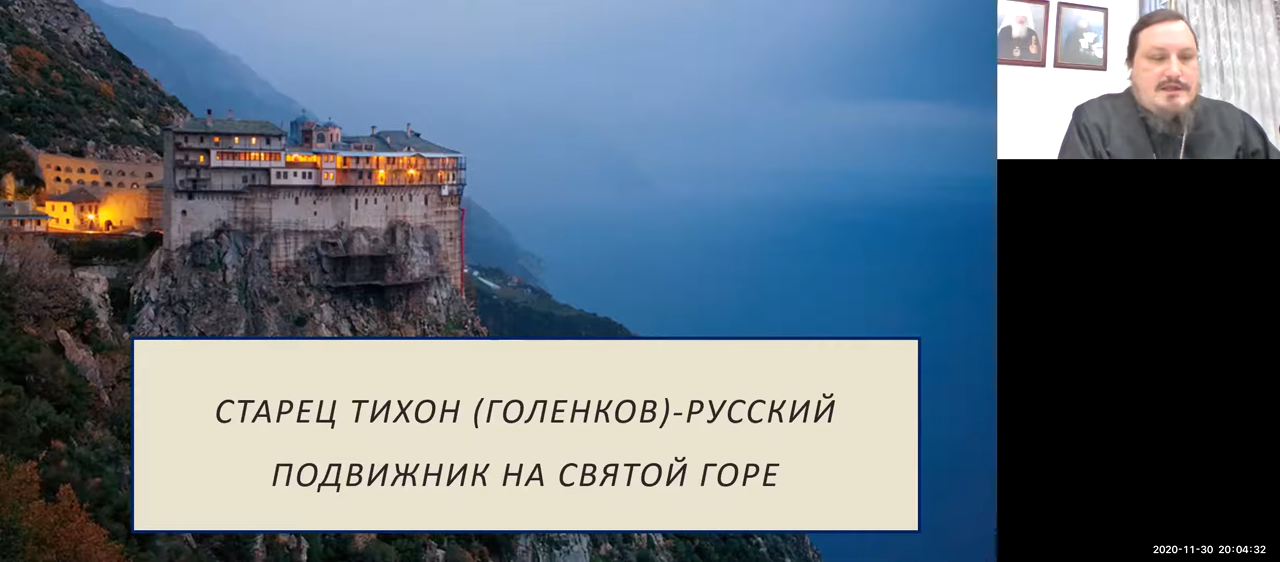 СТАРЕЦ ТИХОН (ГОЛЕНКОВ)-РУССКИЙ
ПОДВИЖНИК НА СВЯТОЙ ГОРЕ
2020-11-30 20:04:32